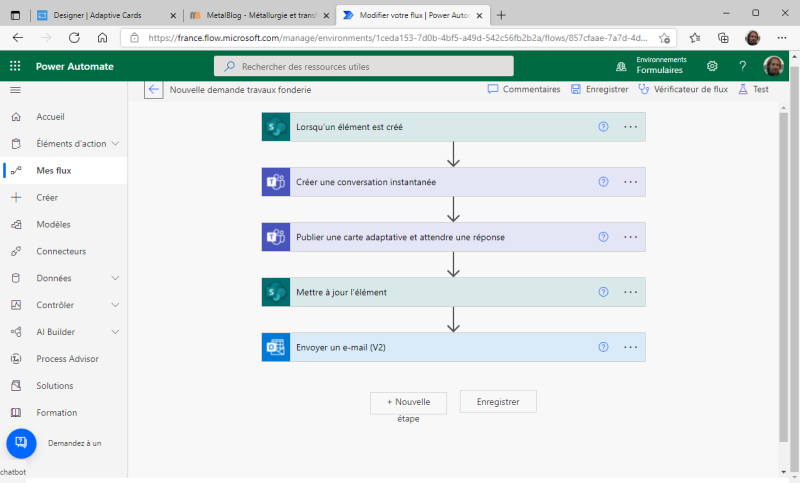 Designer | Adaptive Cards
MetalBlog - Métallurgie et transf
Modifier votre flux | Power Autom
https://france.flow.microsoft.com/manage/environments/1ceda153-7d0b-4bf5-a49d-542c56fb2b2a/flows/857cfaae-7a7d-4d...
Power Automate
Rechercher des ressources utiles
Environnements
Formulaires
Nouvelle demande travaux fonderie
Commentaires
Enregistrer
Vérificateur de flux
Test
Accueil
Éléments d'action
Mes flux
Créer
Modèles
Connecteurs
Données
Contrôler
AI Builder
Process Advisor
Solutions
Formation
Demandez à un
chatbot
Lorsqu'un élément est créé
Créer une conversation instantanée
Publier une carte adaptative et attendre une réponse
Mettre à jour l'élément
Envoyer un e-mail (V2)
+ Nouvelle
étape
Enregistrer